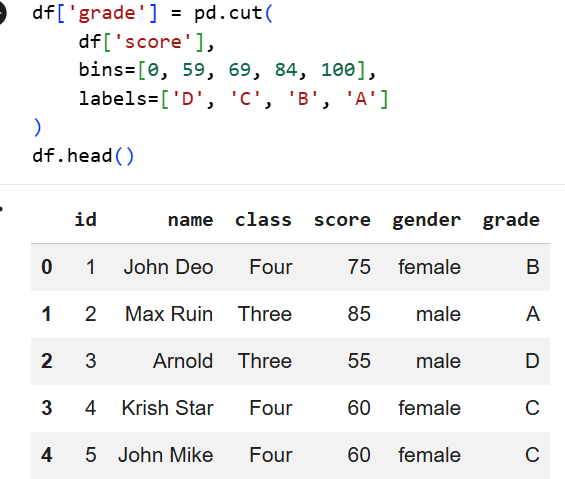 df['grade'] = pd.cut(
    df['score'],
    bins=[0, 59, 69, 84, 100],
    labels=['D', 'C', 'B', 'A']
)
df.head()
id name class score gender grade
0 1 John Deo Four 75 female B
1 2 Max Ruin Three 85 male A
2 3 Arnold Three 55 male D
3 4 Krish Star Four 60 female C
4 5 John Mike Four 60 female C